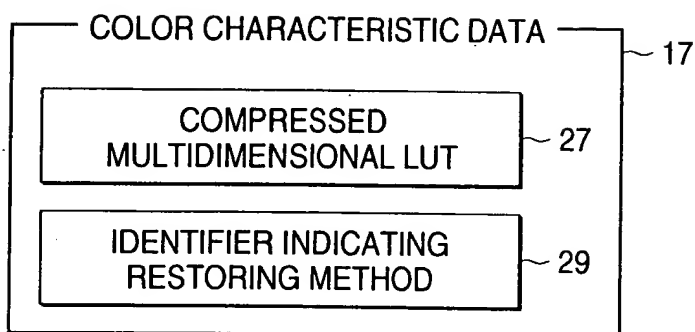 COLOR CHARACTERISTIC DATA
17
COMPRESSED
MULTIDIMENSIONAL LUT
27
IDENTIFIER INDICATING
RESTORING METHOD
29